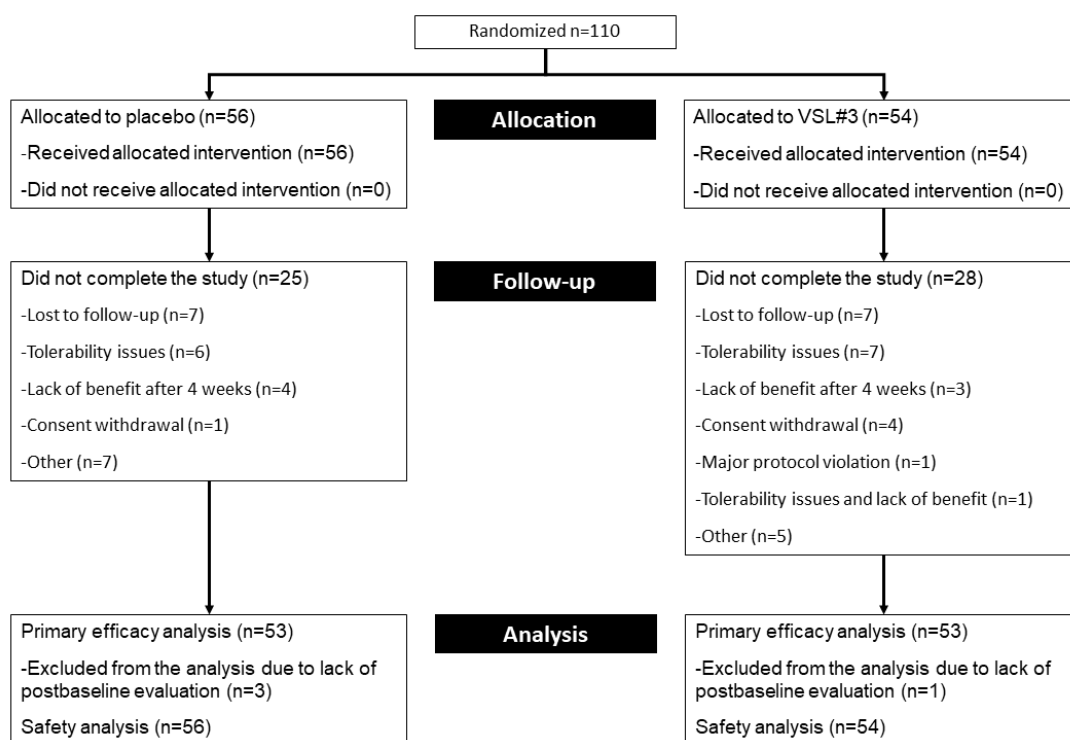 Randomized n=110
Allocated to placebo (n=56)
-Received allocated intervention (n=56)
-Did not receive allocated intervention (n=0)
Allocation
Allocated to VSL#3 (n=54)
-Received allocated intervention (n=54)
-Did not receive allocated intervention (n=0)
Did not complete the study (n=25)
-Lost to follow-up (n=7)
-Tolerability issues (n=6)
-Lack of benefit after 4 weeks (n=4)
-Consent withdrawal (n=1)
-Other (n=7)
Follow-up
Did not complete the study (n=28)
-Lost to follow-up (n=7)
-Tolerability issues (n=7)
-Lack of benefit after 4 weeks (n=3)
-Consent withdrawal (n=4)
-Major protocol violation (n=1)
-Tolerability issues and lack of benefit (n=1)
-Other (n=5)
Primary efficacy analysis (n=53)
-Excluded from the analysis due to lack of
postbaseline evaluation (n=3)
Safety analysis (n=56)
Analysis
Primary efficacy analysis (n=53)
-Excluded from the analysis due to lack of
postbaseline evaluation (n=1)
Safety analysis (n=54)